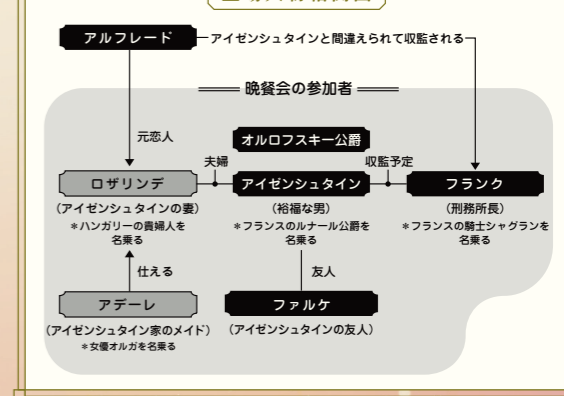 アルフレード
アイゼンシュタインと間違えられて収監される
晩餐会の参加者
元恋人
オルロフスキー公爵
夫婦
収監予定
ロザリンデ
アイゼンシュタイン
フランク
(アイゼンシュタインの妻)
(裕福な男)
(刑務所長)
*ハンガリーの貴婦人を
名乗る
*フランスのルナール公爵を
名乗る
*フランスの騎士シャグランを
名乗る
仕える
友人
アデーレ
ファルケ
(アイゼンシュタイン家のメイド)
(アイゼンシュタインの友人)
*女優オルガを名乗る